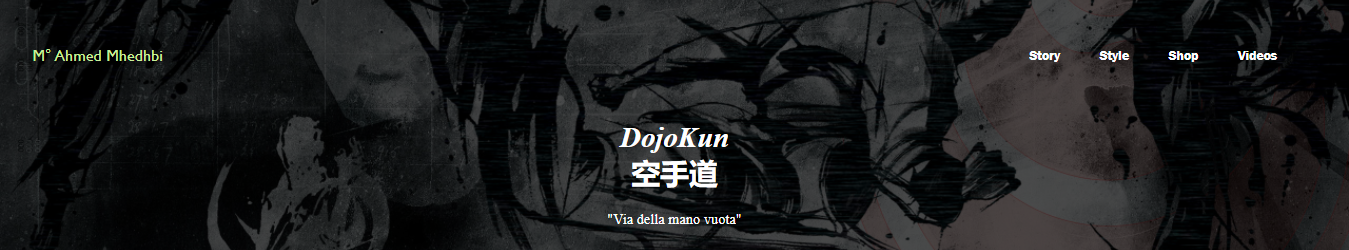 M° Ahmed Mhedhbi
Story Style Shop Videos
DojoKun
空手道
"Via della mano vuota"